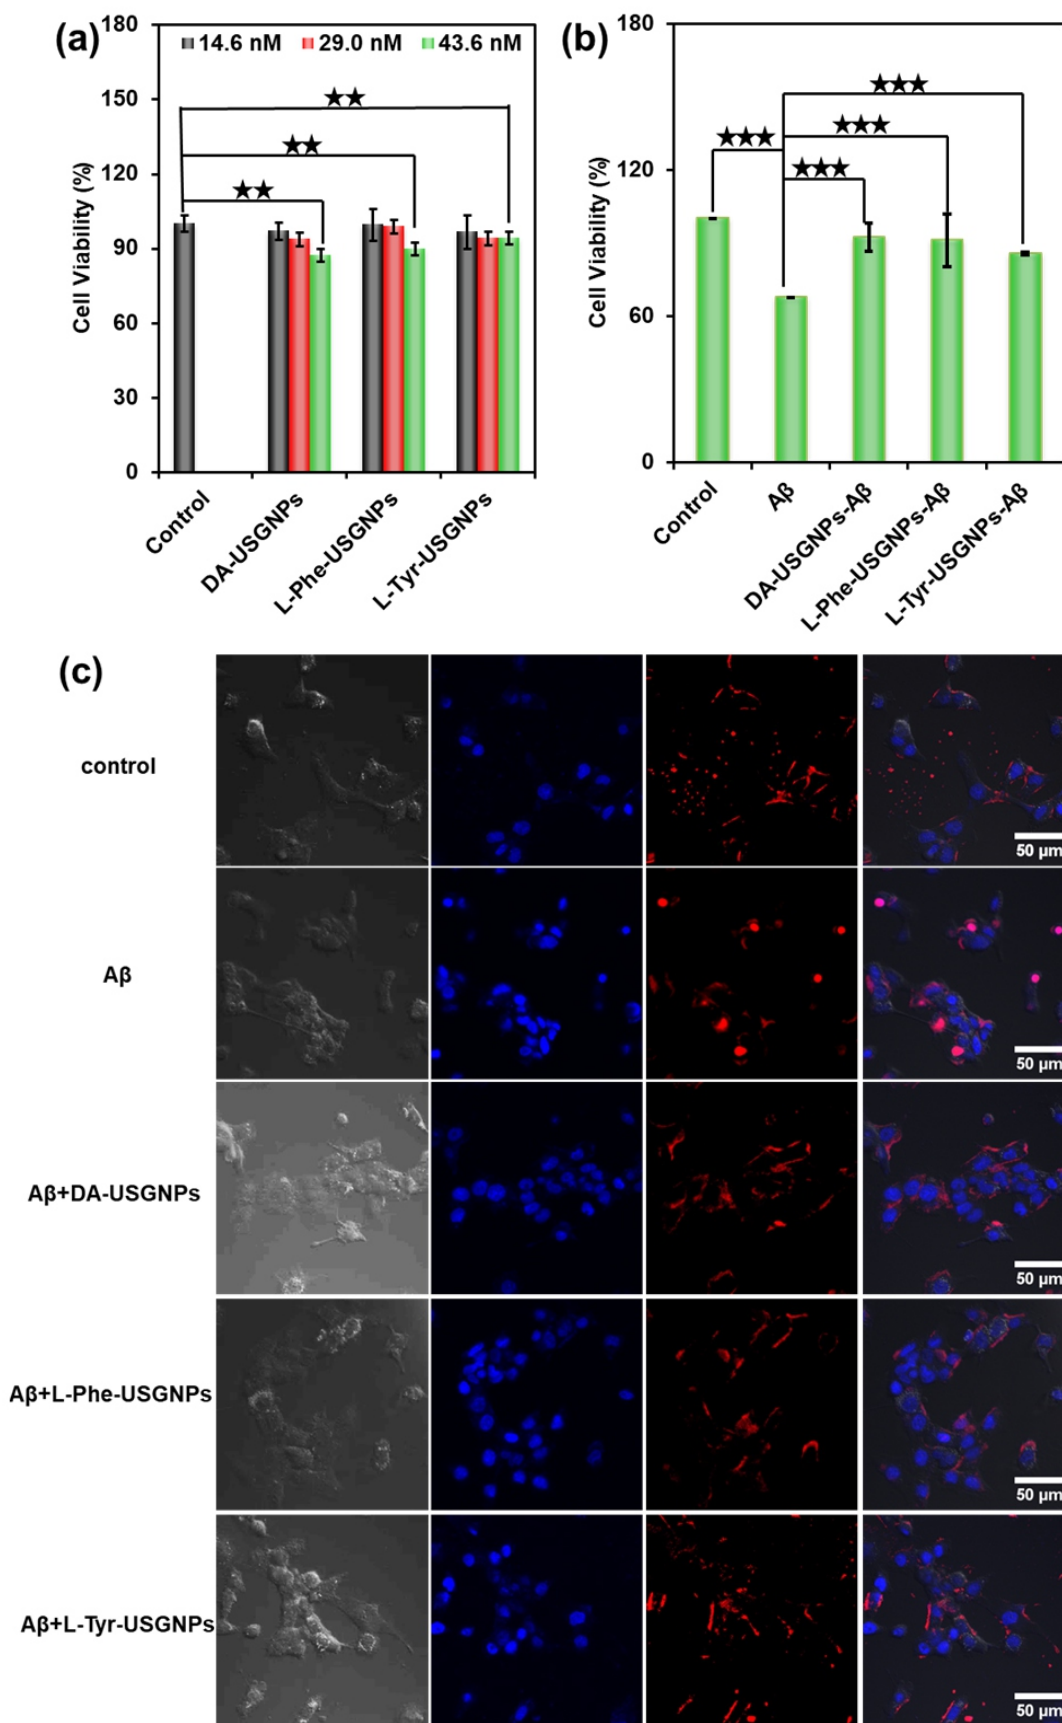 (a)
180
150
120
90
60
30
0
Cell Viability (%)
14.6 nM 29.0 nM 43.6 nM
★★
★★
★★
Control
DA-USGNPs
L-Phe-USGNPs
L-Tyr-USGNPs
(b)
180
120
60
0
Cell Viability (%)
★★★
★★★
★★★
★★★
Control
Aβ
DA-USGNPs-Aβ
L-Phe-USGNPs-Aβ
L-Tyr-USGNPs-Aβ
(c)
control
50 µm
Aβ
50 µm
Aβ+DA-USGNPs
50 µm
Aβ+L-Phe-USGNPs
50 µm
Aβ+L-Tyr-USGNPs
50 µm